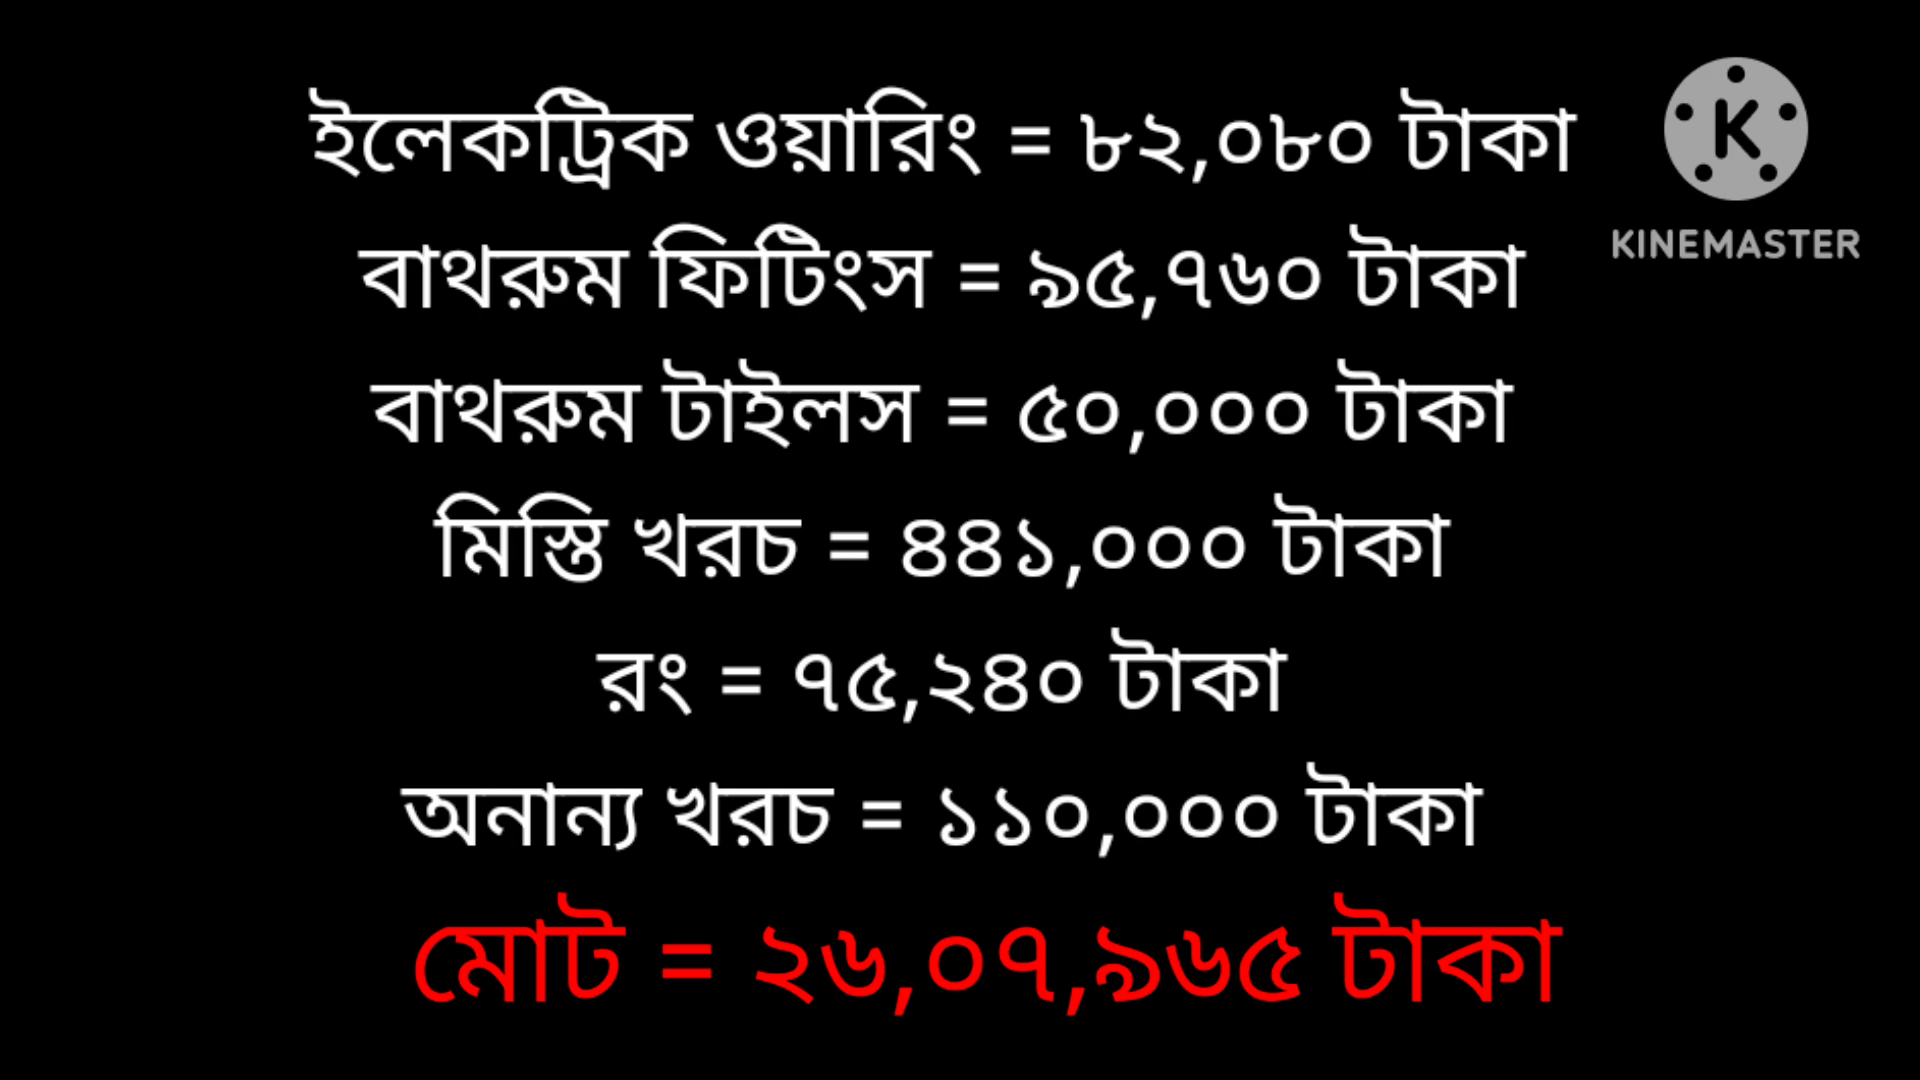 ইলেকট্রিক ওয়ারিং = ৮২,০৮০ টাকা
KINEMASTER
বাথরুম ফিটিংস = ৯৫,৭৬০ টাকা
বাথরুম টাইলস = ৫০,০০০ টাকা
মিস্তি খরচ = ৪৪১,০০০ টাকা
রং = ৭৫,২৪০ টাকা
অনান্য খরচ = ১১০,০০০ টাকা
মোট = ২৬,০৭,৯৬৫ টাকা